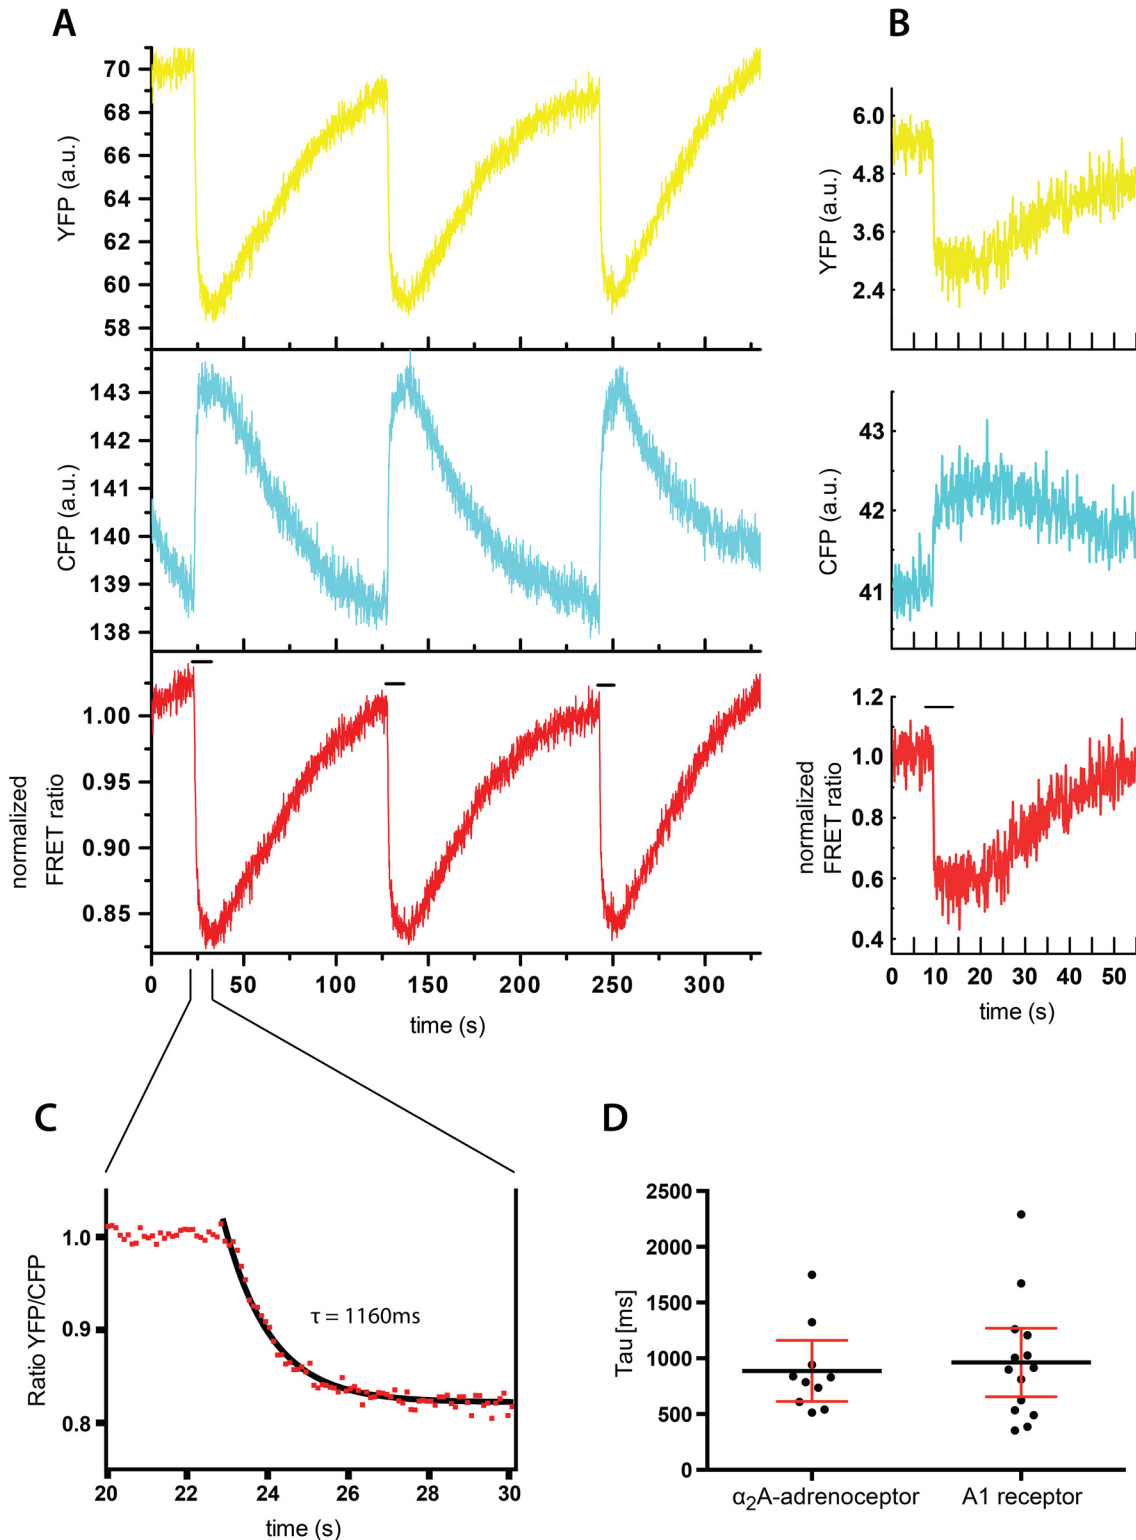 A
B
70
68
66
64
62
60
58
YFP (a.u.)
6.0
4.8
3.6
2.4
YFP (a.u.)
143
142
141
140
139
138
CFP (a.u.)
43
42
41
CFP (a.u.)
1.00
0.95
0.90
0.85
normalized
FRET ratio
0 50 100 150 200 250 300
time (s)
1.2
1.0
0.8
0.6
0.4
normalized
FRET ratio
0 10 20 30 40 50
time (s)
C
1.0
0.9
0.8
Ratio YFP/CFP
τ = 1160ms
20 22 24 26 28 30
time (s)
D
2500
2000
1500
1000
500
0
Tau [ms]
α₂A-adrenoceptor A1 receptor